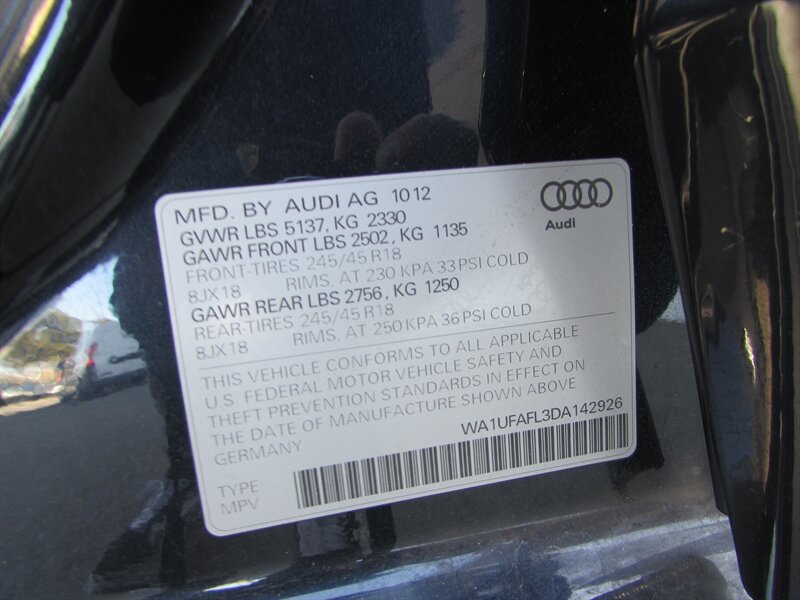 MFD. BY AUDI AG 10 12
GVWR LBS 5137, KG 2330
GAWR FRONT LBS 2502, KG 1135
FRONT-TIRES 245/45 R18
8JX18 RIMS, AT 230 KPA 33 PSI COLD
GAWR REAR LBS 2756, KG 1250
REAR-TIRES 245/45 R18
8JX18 RIMS, AT 250 KPA 36 PSI COLD
Audi
THIS VEHICLE CONFORMS TO ALL APPLICABLE
U.S. FEDERAL MOTOR VEHICLE SAFETY AND
THEFT PREVENTION STANDARDS IN EFFECT ON
THE DATE OF MANUFACTURE SHOWN ABOVE
GERMANY
WA1UFAFL3DA142926
TYPE
MPV